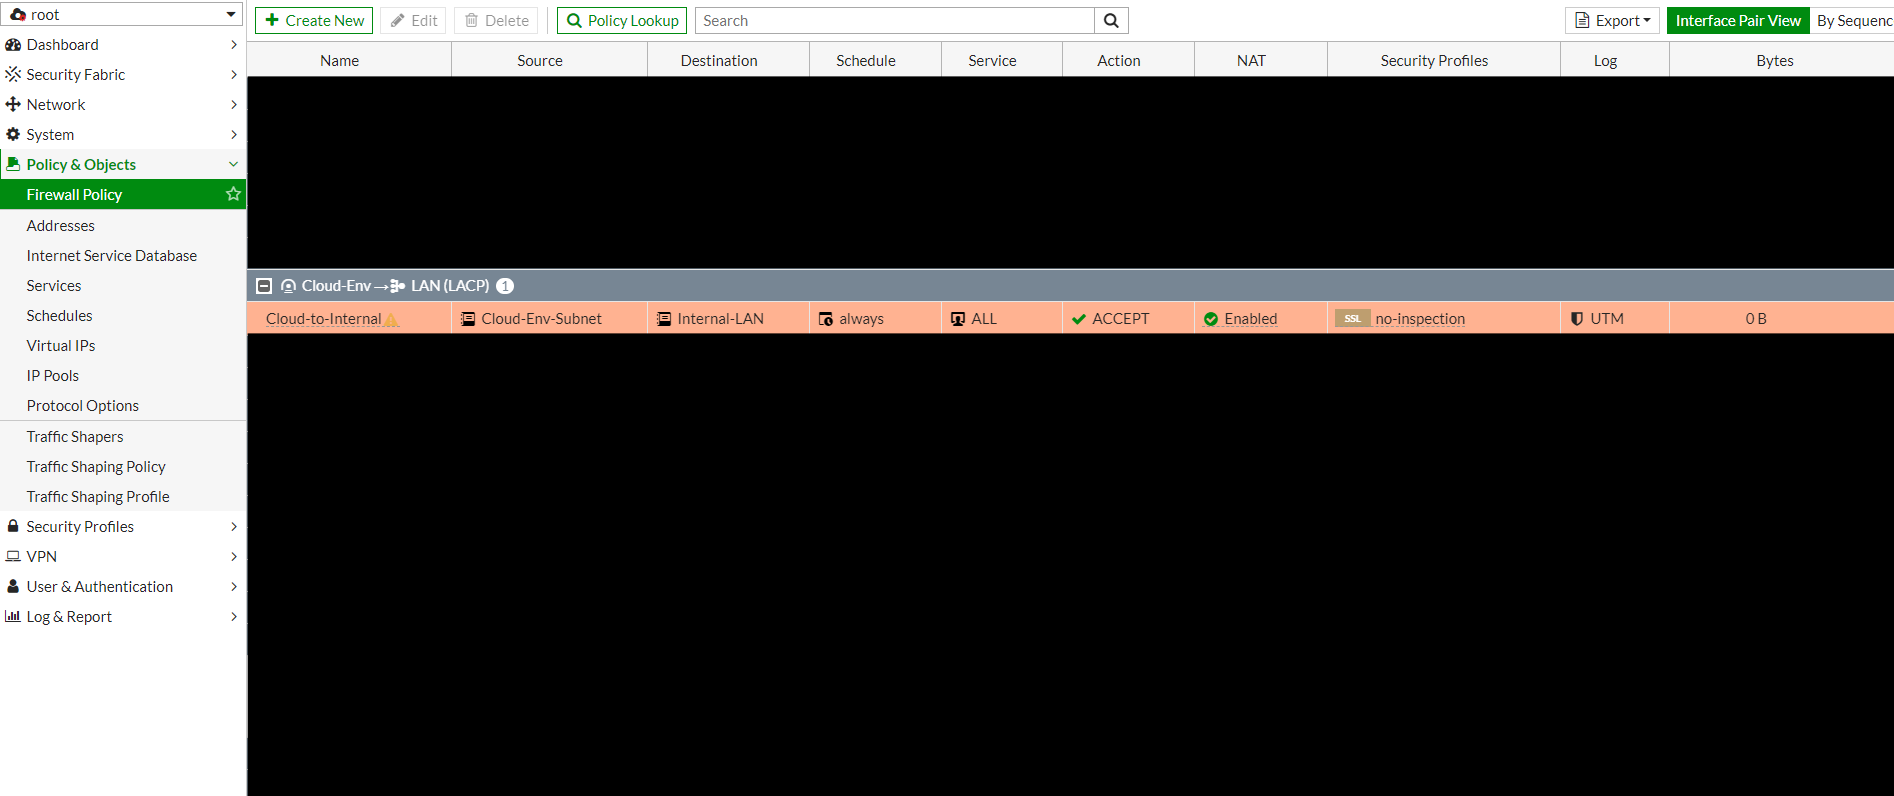 root
Create New Edit Delete Policy Lookup Search Export Interface Pair View By Sequenc
Name Source Destination Schedule Service Action NAT Security Profiles Log Bytes
Dashboard
Security Fabric
Network
System
Policy & Objects
Firewall Policy
Addresses
Internet Service Database
Services
Schedules
Virtual IPs
IP Pools
Protocol Options
Traffic Shapers
Traffic Shaping Policy
Traffic Shaping Profile
Security Profiles
VPN
User & Authentication
Log & Report
Cloud-Env→ LAN (LACP) 1
Cloud-to-Internal Cloud-Env-Subnet Internal-LAN always ALL ACCEPT Enabled SSL no-inspection UTM 0 B